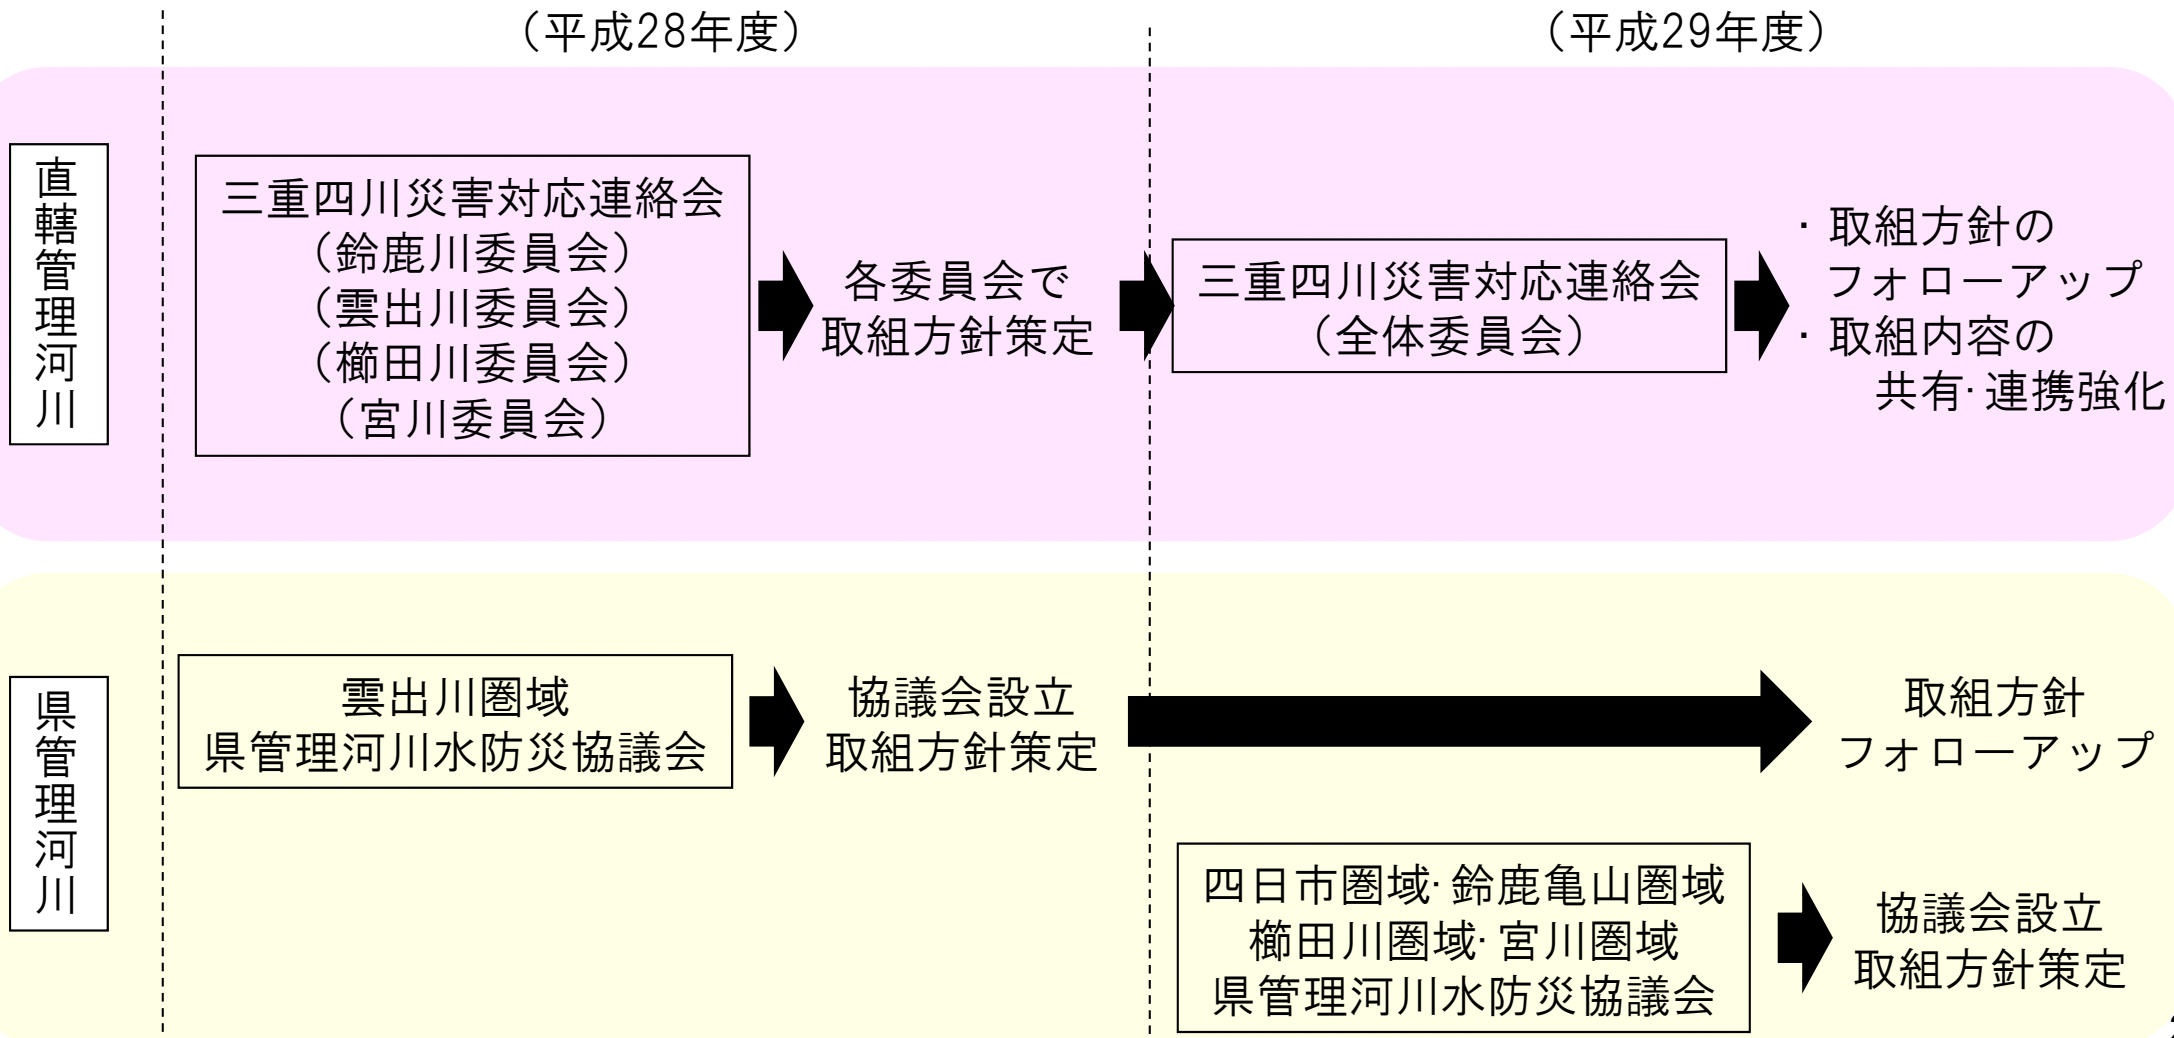 （平成28年度）
（平成29年度）
直轄管理河川
三重四川災害対応連絡会
（鈴鹿川委員会）
（雲出川委員会）
（櫛田川委員会）
（宮川委員会）
各委員会で
取組方針策定
三重四川災害対応連絡会
（全体委員会）
・取組方針の
フォローアップ
・取組内容の
共有・連携強化
県管理河川
雲出川圏域
県管理河川水防災協議会
協議会設立
取組方針策定
取組方針
フォローアップ
四日市圏域・鈴鹿亀山圏域
櫛田川圏域・宮川圏域
県管理河川水防災協議会
協議会設立
取組方針策定